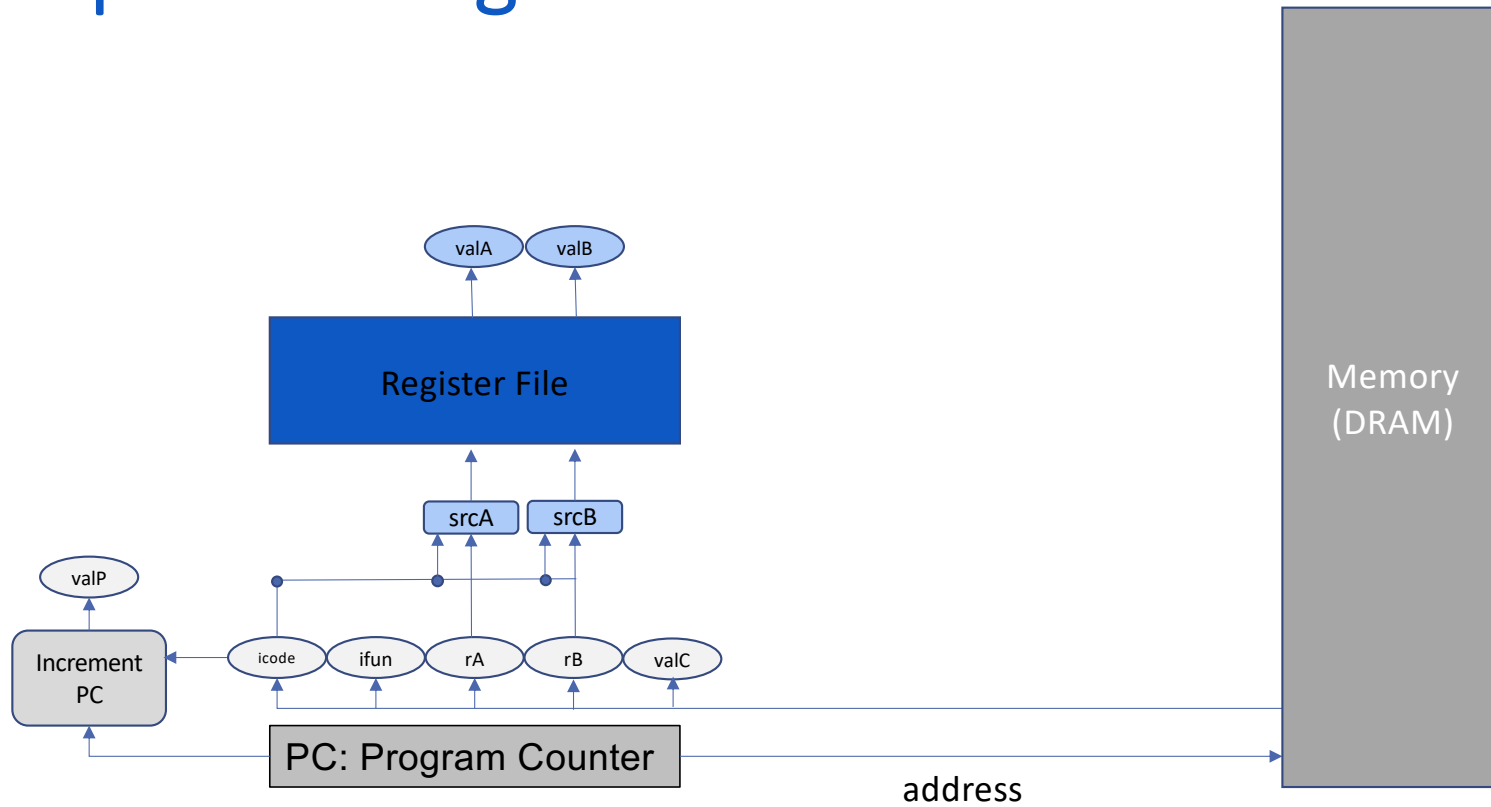 valA valB
Register File
Memory
(DRAM)
srcA srcB
valP
Increment
PC
icode ifun rA rB valC
PC: Program Counter
address